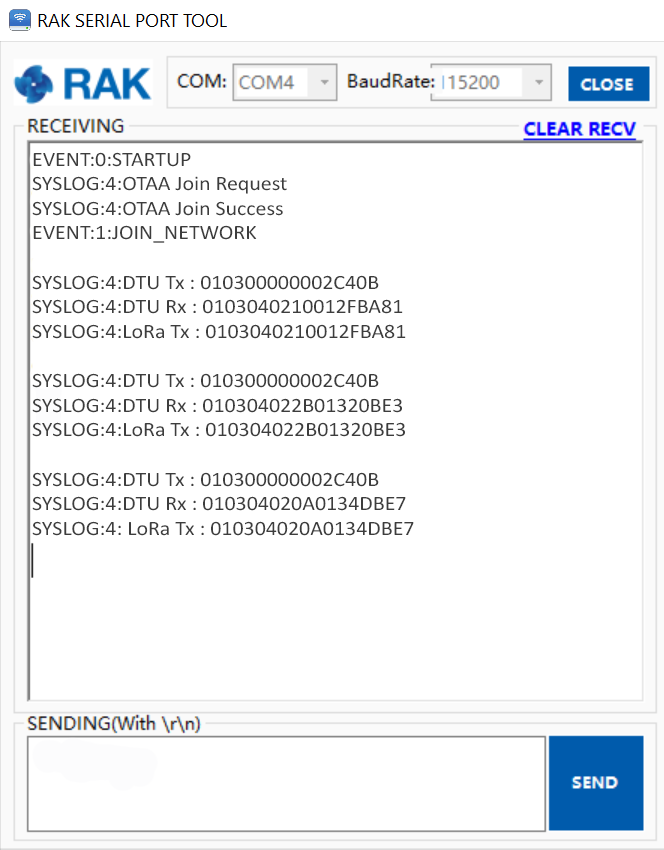 RAK SERIAL PORT TOOL
RAK COM: COM4 BaudRate: 115200 CLOSE
RECEIVING
CLEAR RECV
EVENT:0:STARTUP
SYSLOG:4:OTAA Join Request
SYSLOG:4:OTAA Join Success
EVENT:1:JOIN_NETWORK
SYSLOG:4:DTU Tx : 010300000002C40B
SYSLOG:4:DTU Rx : 0103040210012FBA81
SYSLOG:4:LoRa Tx : 0103040210012FBA81
SYSLOG:4:DTU Tx : 010300000002C40B
SYSLOG:4:DTU Rx : 010304022B01320BE3
SYSLOG:4:LoRa Tx : 010304022B01320BE3
SYSLOG:4:DTU Tx : 010300000002C40B
SYSLOG:4:DTU Rx : 010304020A0134DBE7
SYSLOG:4: LoRa Tx : 010304020A0134DBE7
SENDING(With \r\n)
SEND